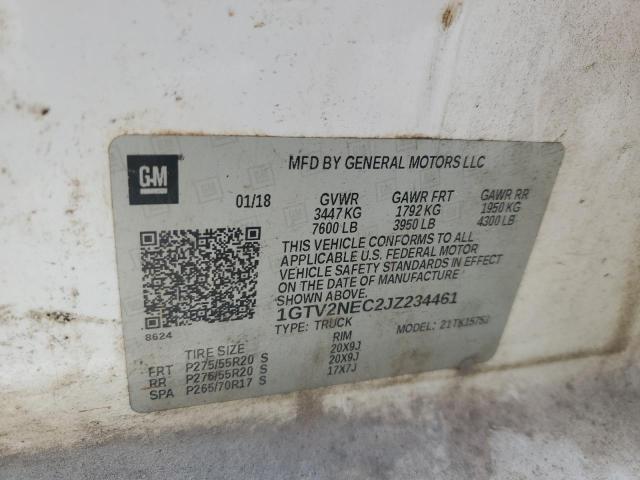 GM
MFD BY GENERAL MOTORS LLC
01/18 GVWR GAWR FRT GAWR RR
3447 KG 1792 KG 1950 KG
7600 LB 3950 LB 4300 LB
THIS VEHICLE CONFORMS TO ALL
APPLICABLE U.S. FEDERAL MOTOR
VEHICLE SAFETY STANDARDS IN EFFECT
ON THE DATE OF MANUFACTURE
SHOWN ABOVE.
1GTV2NEC2JZ234461
8624
TYPE: TRUCK MODEL:
TIRE SIZE RIM
FRT P275/55R20 S 20X9J
RR P275/55R20 S 20X9J
SPA P265/70R17 S 17X7J